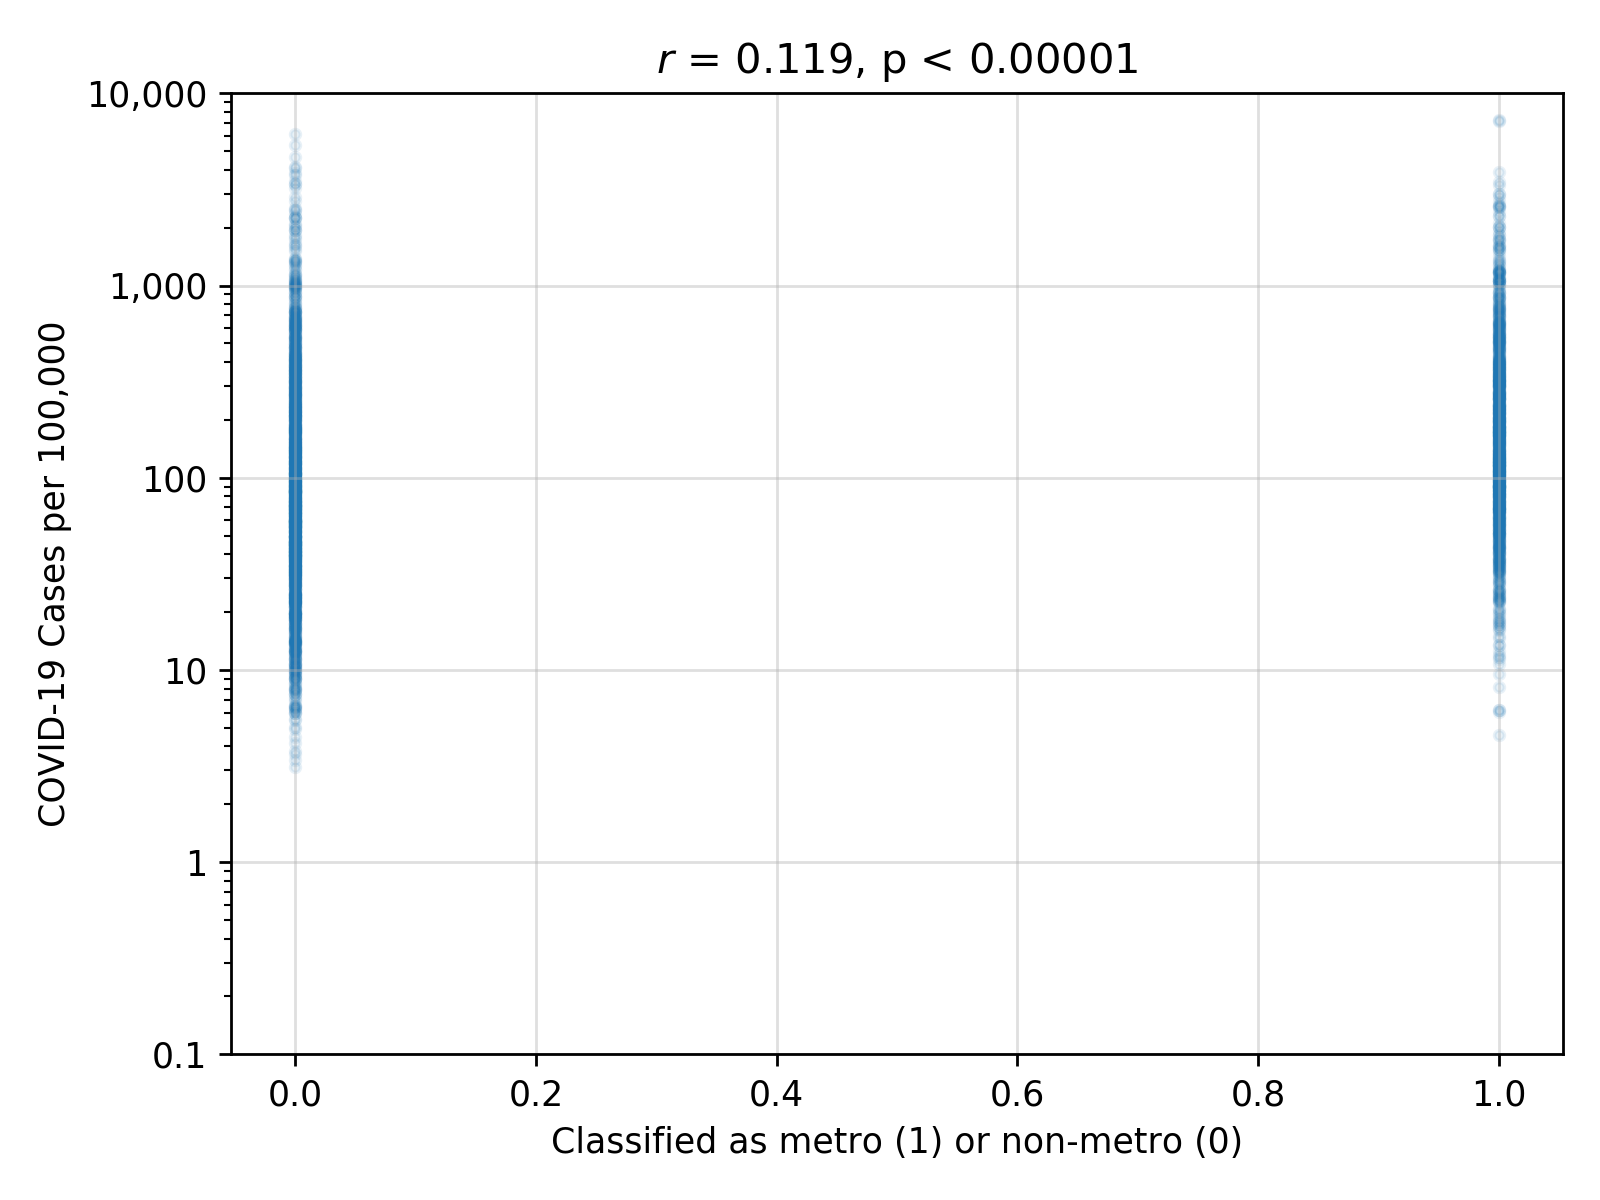 r = 0.119, p < 0.00001
10,000
1,000
100
10
1
0.1
COVID-19 Cases per 100,000
0.0 0.2 0.4 0.6 0.8 1.0
Classified as metro (1) or non-metro (0)